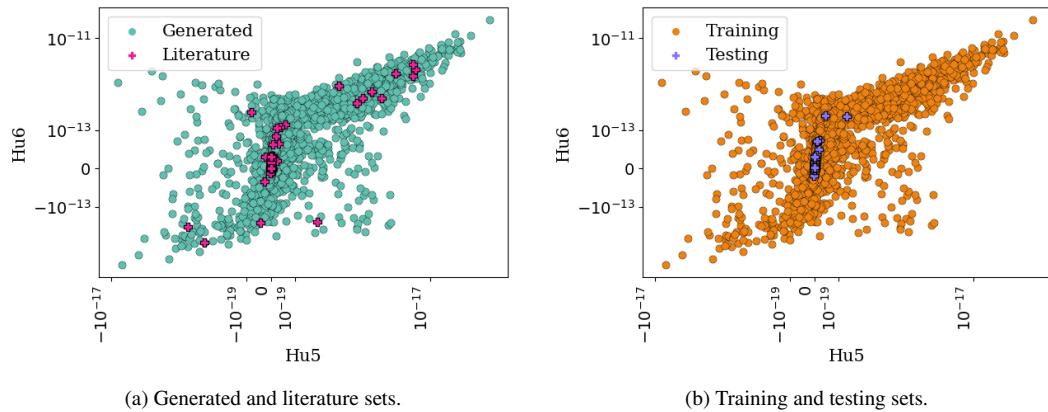 Generated
Literature
10⁻¹¹
10⁻¹³
0
−10⁻¹³
Hu6
−10⁻¹⁷
−10⁻¹⁹
0
10⁻¹⁹
10⁻¹⁷
Hu5
(a) Generated and literature sets.
Training
Testing
10⁻¹¹
10⁻¹³
0
−10⁻¹³
Hu6
−10⁻¹⁷
−10⁻¹⁹
0
10⁻¹⁹
10⁻¹⁷
Hu5
(b) Training and testing sets.